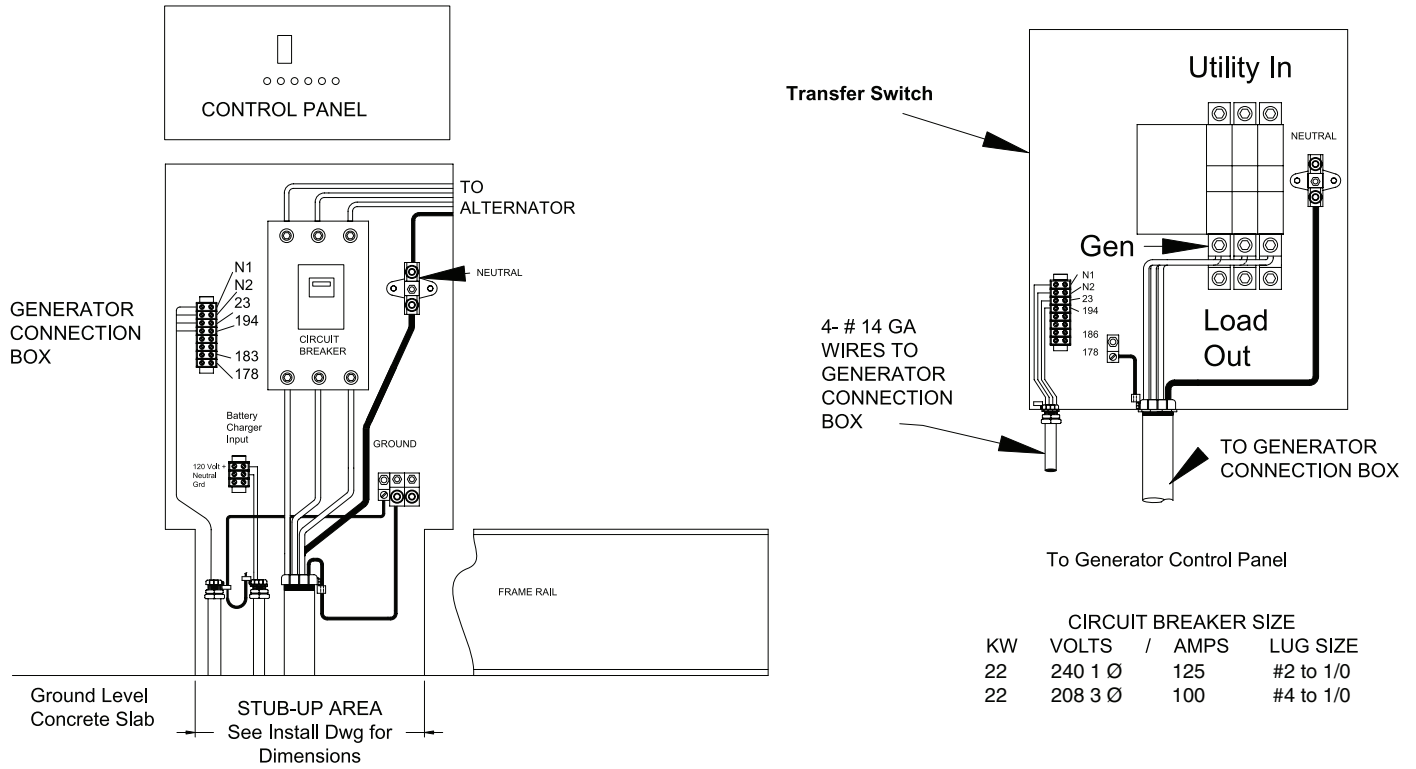 CONTROL PANEL
TO
ALTERNATOR
N1
N2
23
194
183
178
GENERATOR
CONNECTION
BOX
CIRCUIT
BREAKER
NEUTRAL
Battery
Charger
Input
120 Volt +
Neutral
Grd
GROUND
FRAME RAIL
Ground Level
Concrete Slab
STUB-UP AREA
See Install Dwg for
Dimensions
Transfer Switch
Utility In
NEUTRAL
Gen
N1
N2
23
194
186
178
Load
Out
4- # 14 GA
WIRES TO
GENERATOR
CONNECTION
BOX
TO GENERATOR
CONNECTION BOX
To Generator Control Panel
CIRCUIT BREAKER SIZE
KW VOLTS / AMPS LUG SIZE
22 240 1 Ø 125 #2 to 1/0
22 208 3 Ø 100 #4 to 1/0